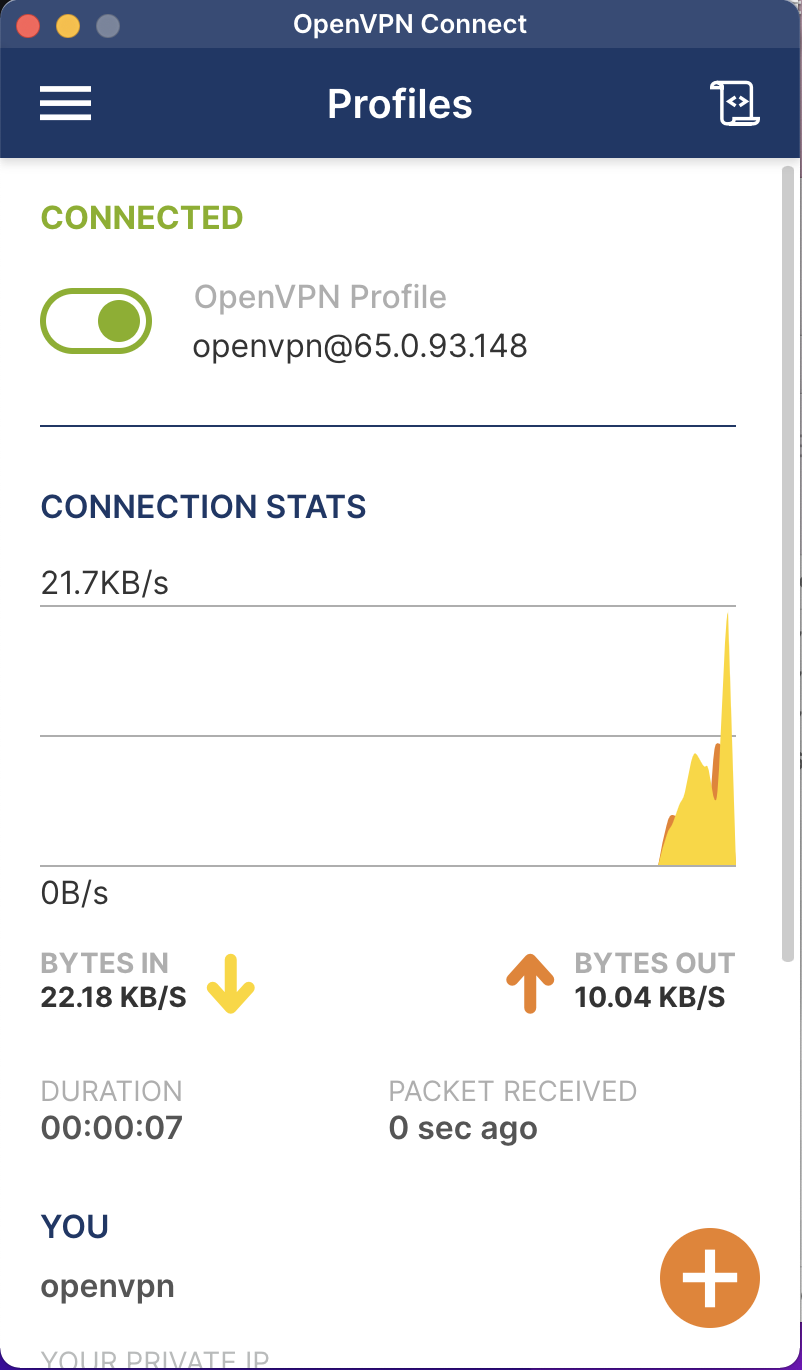 OpenVPN Connect
Profiles
CONNECTED
OpenVPN Profile
openvpn@65.0.93.148
CONNECTION STATS
21.7KB/s
0B/s
BYTES IN
22.18 KB/S
BYTES OUT
10.04 KB/S
DURATION
00:00:07
PACKET RECEIVED
0 sec ago
YOU
openvpn
YOUR PRIVATE IP